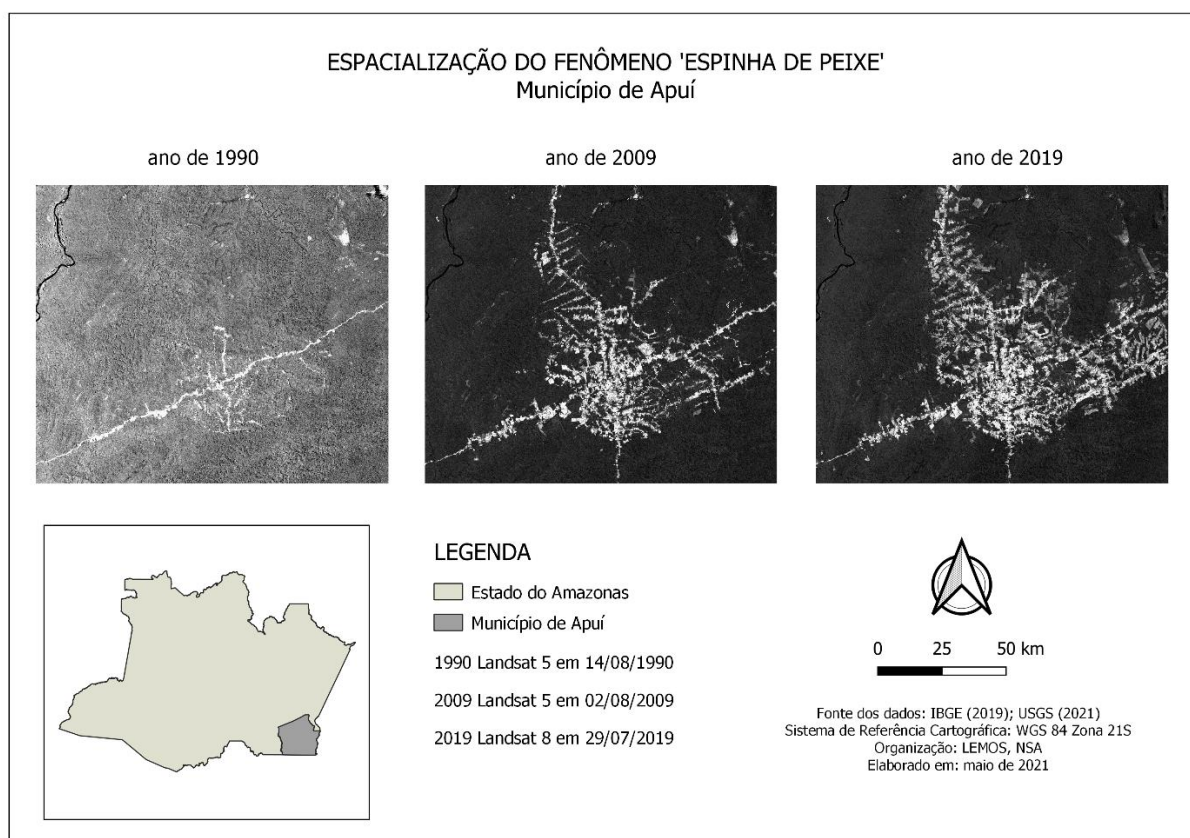 ESPACIALIZAÇÃO DO FENÔMENO 'ESPINHA DE PEIXE'
Município de Apuí
ano de 1990
ano de 2009
ano de 2019
LEGENDA
Estado do Amazonas
Município de Apuí
1990 Landsat 5 em 14/08/1990
2009 Landsat 5 em 02/08/2009
2019 Landsat 8 em 29/07/2019
0 25 50 km
Fonte dos dados: IBGE (2019); USGS (2021)
Sistema de Referência Cartográfica: WGS 84 Zona 21S
Organização: LEMOS, NSA
Elaborado em: maio de 2021